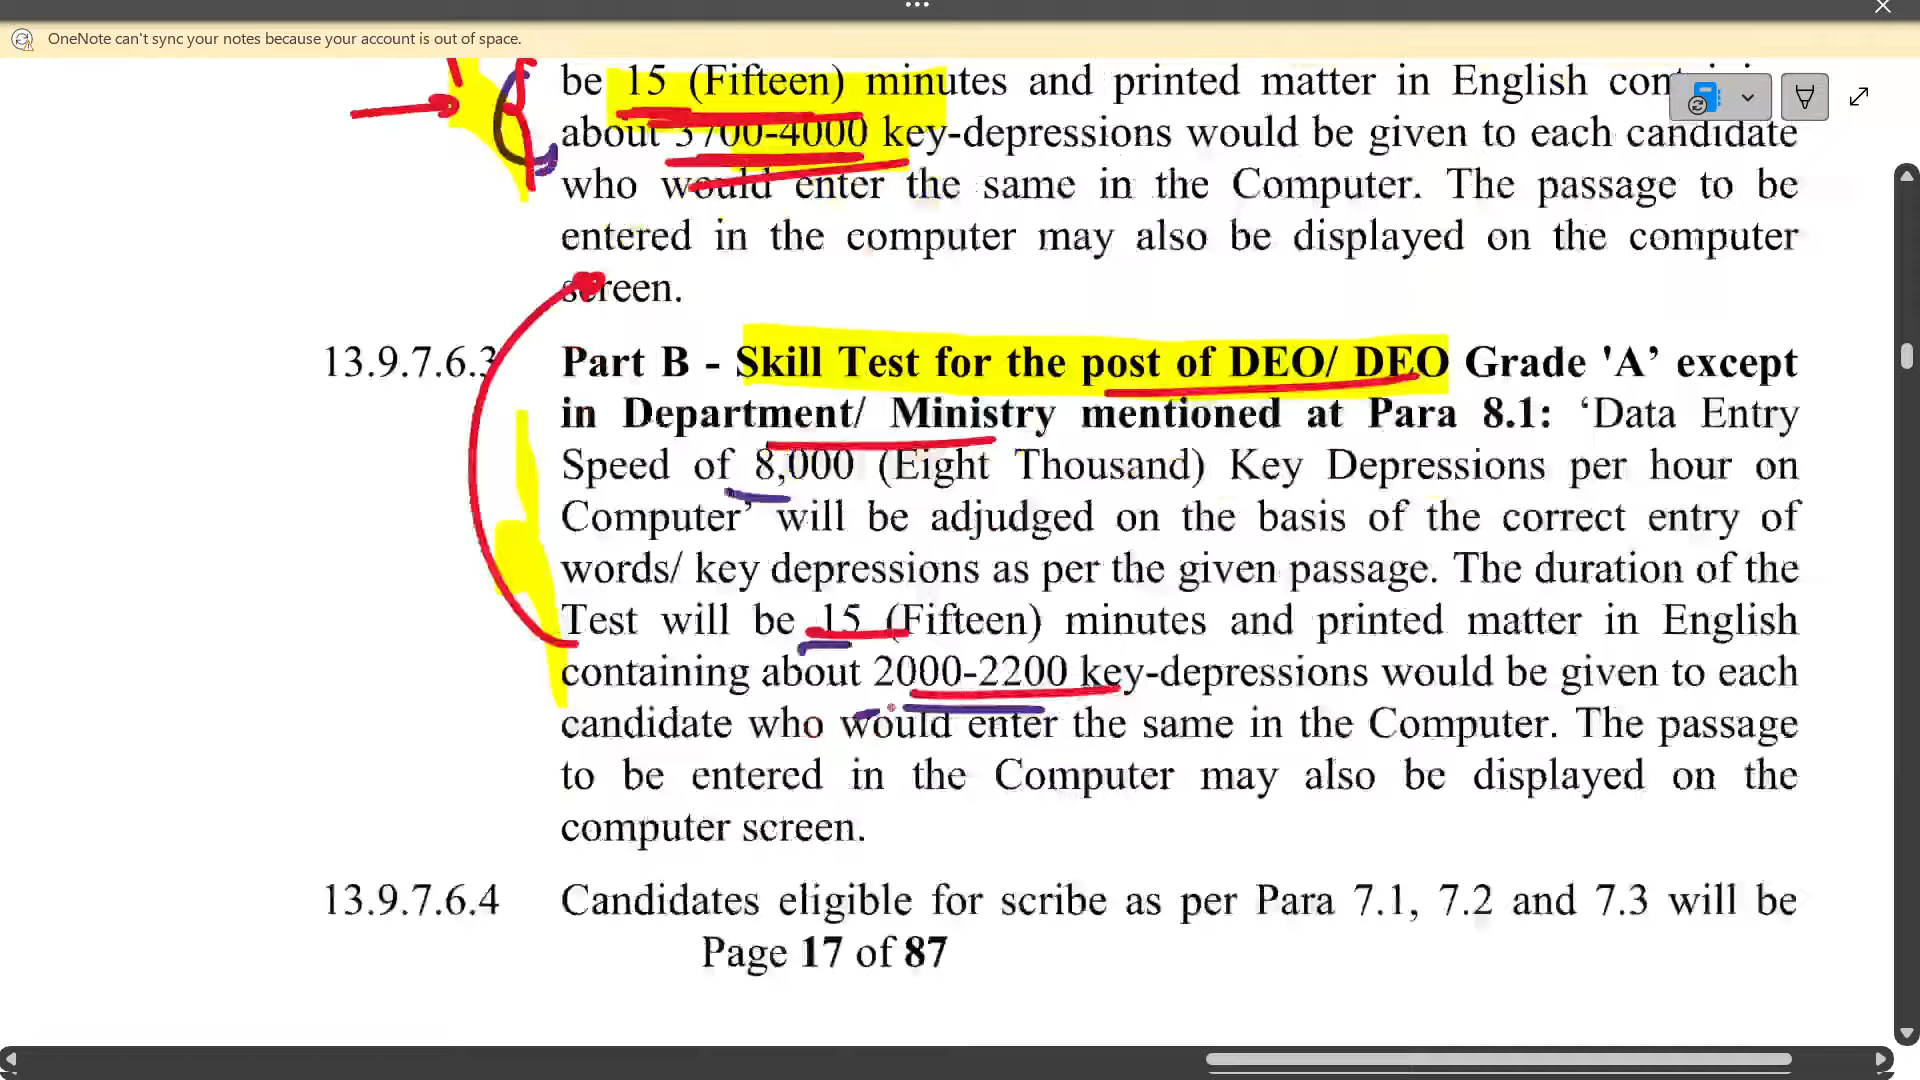 OneNote can't sync your notes because your account is out of space.
be 15 (Fifteen) minutes and printed matter in English
about 3700-4000 key-depressions would be given to each candidate
who would enter the same in the Computer. The passage to be
entered in the computer may also be displayed on the computer
screen.
13.9.7.6.3 Part B - Skill Test for the post of DEO/ DEO Grade 'A’ except
in Department/ Ministry mentioned at Para 8.1: ‘Data Entry
Speed of 8,000 (Eight Thousand) Key Depressions per hour on
Computer’ will be adjudged on the basis of the correct entry of
words/ key depressions as per the given passage. The duration of the
Test will be 15 (Fifteen) minutes and printed matter in English
containing about 2000-2200 key-depressions would be given to each
candidate who would enter the same in the Computer. The passage
to be entered in the Computer may also be displayed on the
computer screen.
13.9.7.6.4 Candidates eligible for scribe as per Para 7.1, 7.2 and 7.3 will be
Page 17 of 87